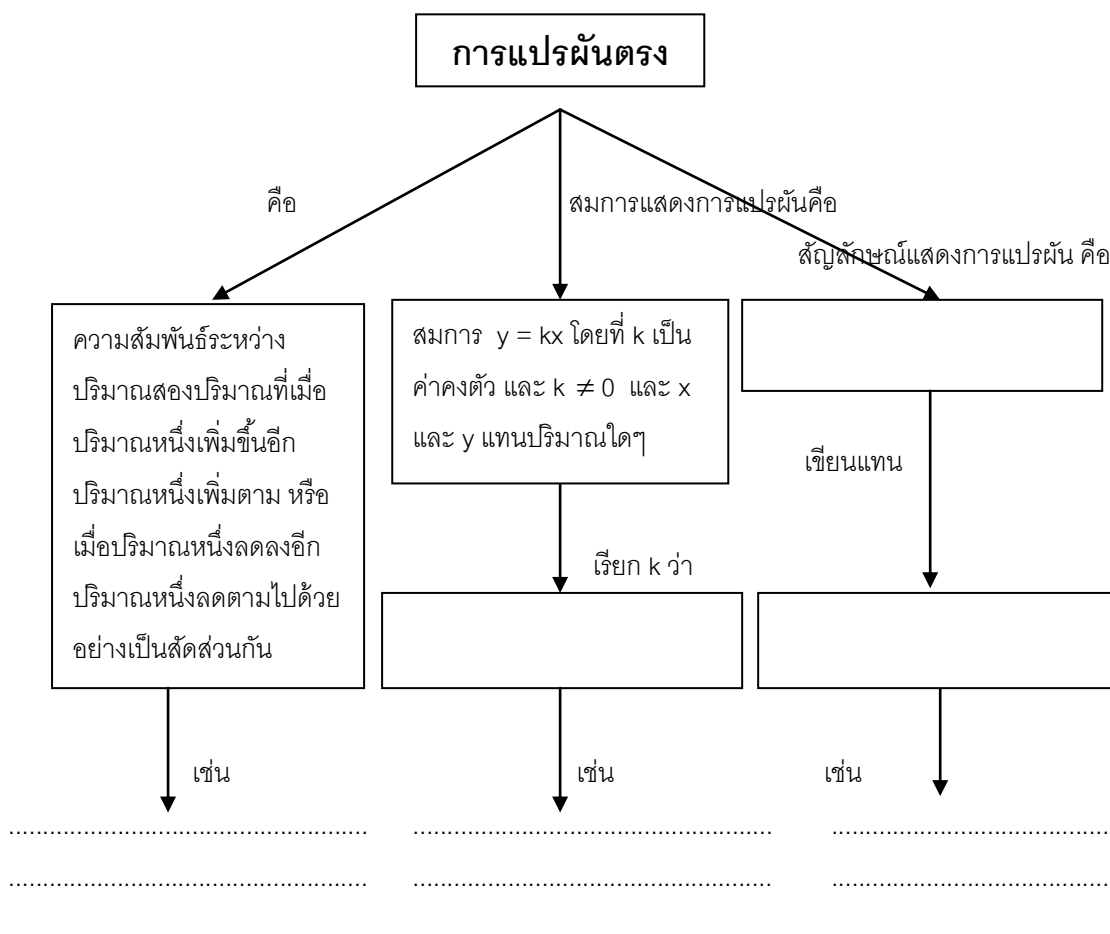 การแปรผันตรง
คือ
สมการแสดงการแปรผันคือ
สัญลักษณ์แสดงการแปรผัน คือ
ความสัมพันธ์ระหว่าง
ปริมาณสองปริมาณที่เมื่อ
ปริมาณหนึ่งเพิ่มขึ้นอีก
ปริมาณหนึ่งเพิ่มตาม หรือ
เมื่อปริมาณหนึ่งลดลงอีก
ปริมาณหนึ่งลดตามไปด้วย
อย่างเป็นสัดส่วนกัน
สมการ y = kx โดยที่ k เป็น
ค่าคงตัว และ k ≠ 0 และ x
และ y แทนปริมาณใดๆ
เขียนแทน
เรียก k ว่า
เช่น
เช่น
เช่น
..................................................... ..................................................... .........................................
..................................................... ..................................................... .........................................